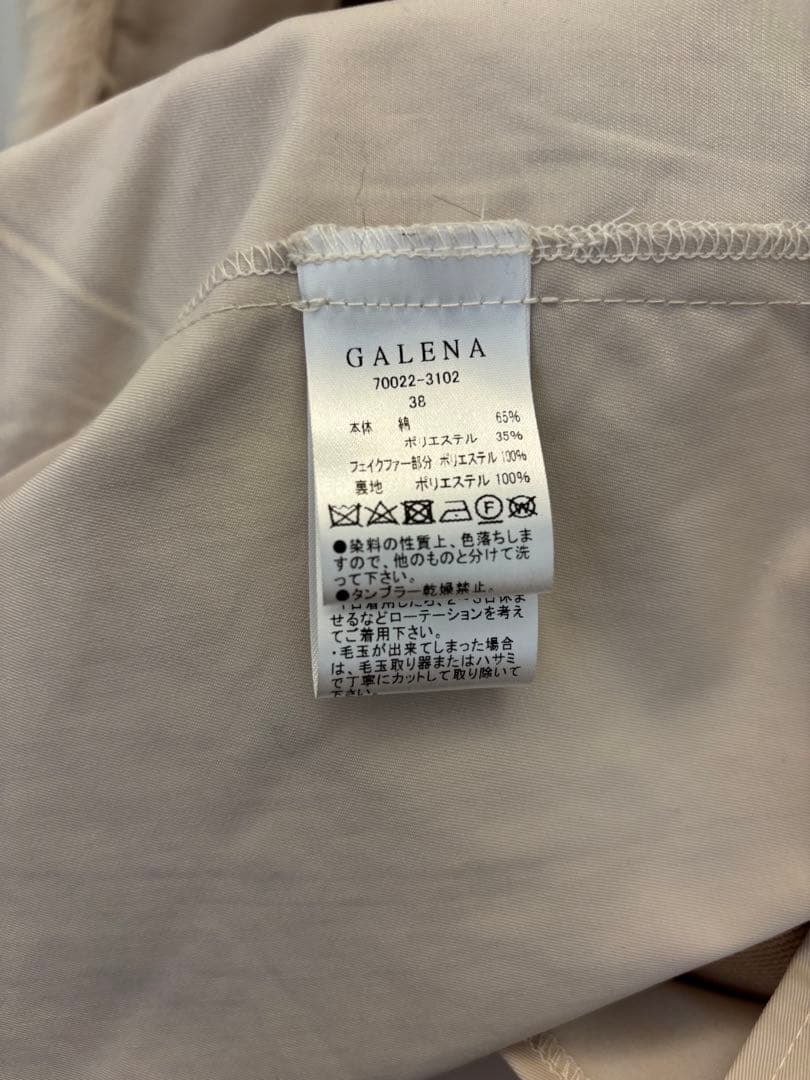 GALENA
70022-3102
38
本体 綿 65%
ポリエステル 35%
フェイクファー部分 ポリエステル 100%
裏地 ポリエステル 100%
F W
●染料の性質上、色落ちしま
すので、他のものと分けて洗
って下さい。
●タンブラー乾燥禁止。
せるなどローテーションを考え
てご着用下さい。
・毛玉が出来てしまった場合
は、毛玉取り器またはハサミ
で丁寧にカットして取り除いて
下さい。